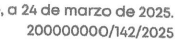 , a 24 de marzo de 2025.
200000000/142/2025